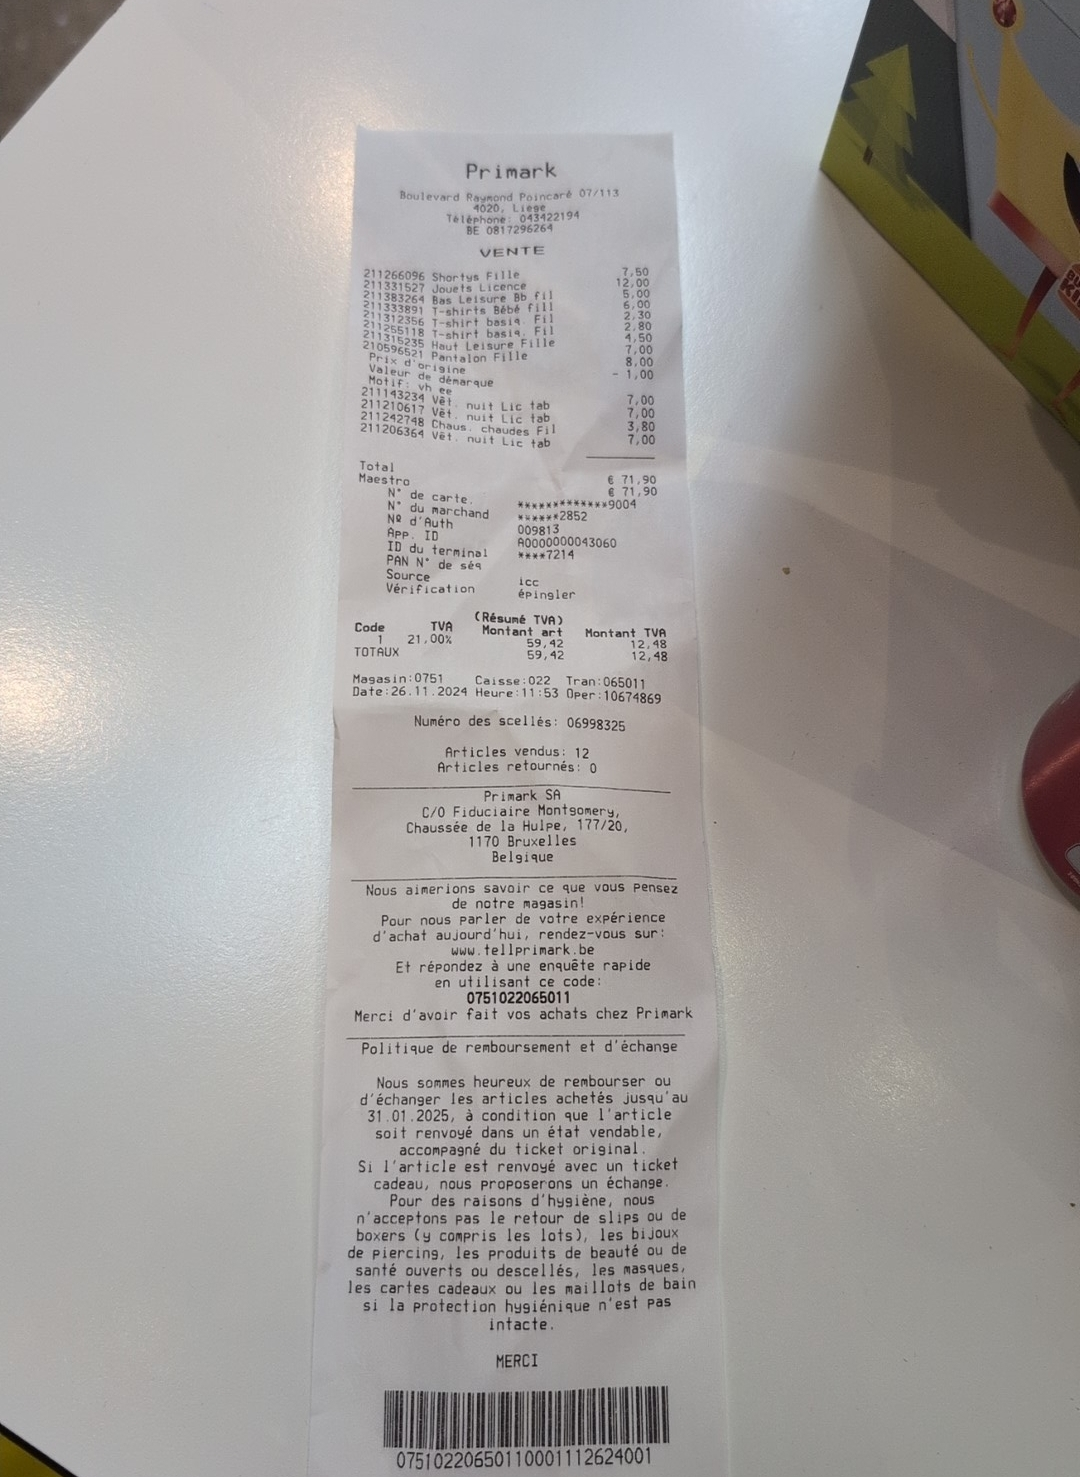 Primark
Boulevard Raymond Poincaré 07/113
4020, Liège
Téléphone: 043422194
BE 0817296264
VENTE
211266096 Shortys Fille 7,50
211331527 Jouets Licence 12,00
211383264 Bas Leisure Bb fil 5,00
211333891 T-shirts Bébé fill 6,00
211312356 T-shirt basiq. Fil 2,30
211255118 T-shirt basiq. Fil 2,80
211315235 Haut Leisure Fille 4,50
210596521 Pantalon Fille 7,00
Prix d'origine 8,00
Valeur de démarque - 1,00
Motif: vh ee
211143234 Vêt. nuit Lic tab 7,00
211210617 Vêt. nuit Lic tab 7,00
211242748 Chaus. chaudes Fil 3,80
211206364 Vêt. nuit Lic tab 7,00
Total € 71,90
Maestro € 71,90
N° de carte. ************9004
N° du marchand ******2852
Nº d'Auth 009813
App. ID A0000000043060
ID du terminal ****7214
PAN N° de séq
Source icc
Vérification épingler
(Résumé TVA)
Code TVA Montant art Montant TVA
1 21,00% 59,42 12,48
TOTAUX 59,42 12,48
Magasin:0751 Caisse:022 Tran:065011
Date:26.11.2024 Heure:11:53 Oper:10674869
Numéro des scellés: 06998325
Articles vendus: 12
Articles retournés: 0
Primark SA
C/O Fiduciaire Montgomery,
Chaussée de la Hulpe, 177/20,
1170 Bruxelles
Belgique
Nous aimerions savoir ce que vous pensez
de notre magasin!
Pour nous parler de votre expérience
d'achat aujourd'hui, rendez-vous sur:
www.tellprimark.be
Et répondez à une enquête rapide
en utilisant ce code:
0751022065011
Merci d'avoir fait vos achats chez Primark
Politique de remboursement et d'échange
Nous sommes heureux de rembourser ou
d'échanger les articles achetés jusqu'au
31.01.2025, à condition que l'article
soit renvoyé dans un état vendable,
accompagné du ticket original.
Si l'article est renvoyé avec un ticket
cadeau, nous proposerons un échange.
Pour des raisons d'hygiène, nous
n'acceptons pas le retour de slips ou de
boxers (y compris les lots), les bijoux
de piercing, les produits de beauté ou de
santé ouverts ou descellés, les masques,
les cartes cadeaux ou les maillots de bain
si la protection hygiénique n'est pas
intacte.
MERCI
07510220650110001112624001